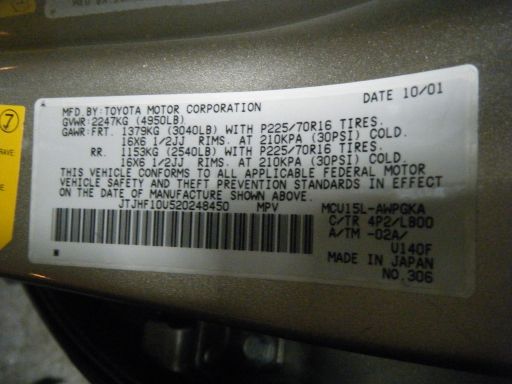 MFD.BY:TOYOTA MOTOR CORPORATION DATE 10/01
GVWR:2247KG (4950LB)
GAWR:FRT. 1379KG (3040LB) WITH P225/70R16 TIRES.
16X6 1/2JJ RIMS. AT 210KPA (30PSI) COLD.
RR. 1153KG (2540LB) WITH P225/70R16 TIRES.
16X6 1/2JJ RIMS. AT 210KPA (30PSI) COLD.
THIS VEHICLE CONFORMS TO ALL APPLICABLE FEDERAL MOTOR
VEHICLE SAFETY AND THEFT PREVENTION STANDARDS IN EFFECT
ON THE DATE OF MANUFACTURE SHOWN ABOVE.
JTJHF10U520248450 MPV MCU15L-AWPGKA
C/TR 4P2/LB00
A/TM -02A/
U140F
MADE IN JAPAN
NO.306
7